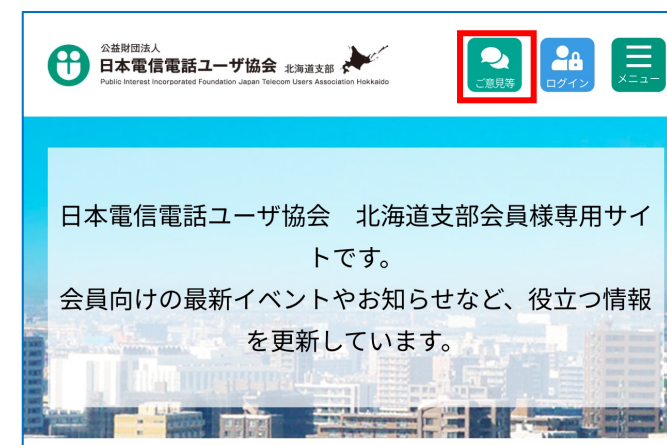 公益財団法人
日本電信電話ユーザ協会 北海道支部
Public Interest Incorporated Foundation Japan Telecom Users Association Hokkaido
ご意見等
ログイン
メニュー
日本電信電話ユーザ協会　北海道支部会員様専用サイ
トです。
会員向けの最新イベントやお知らせなど、役立つ情報
を更新しています。